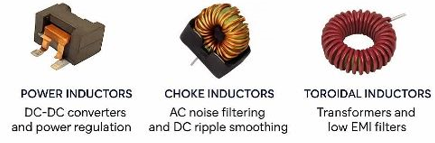 POWER INDUCTORS
DC-DC converters
and power regulation
CHOKE INDUCTORS
AC noise filtering
and DC ripple smoothing
TOROIDAL INDUCTORS
Transformers and
low EMI filters